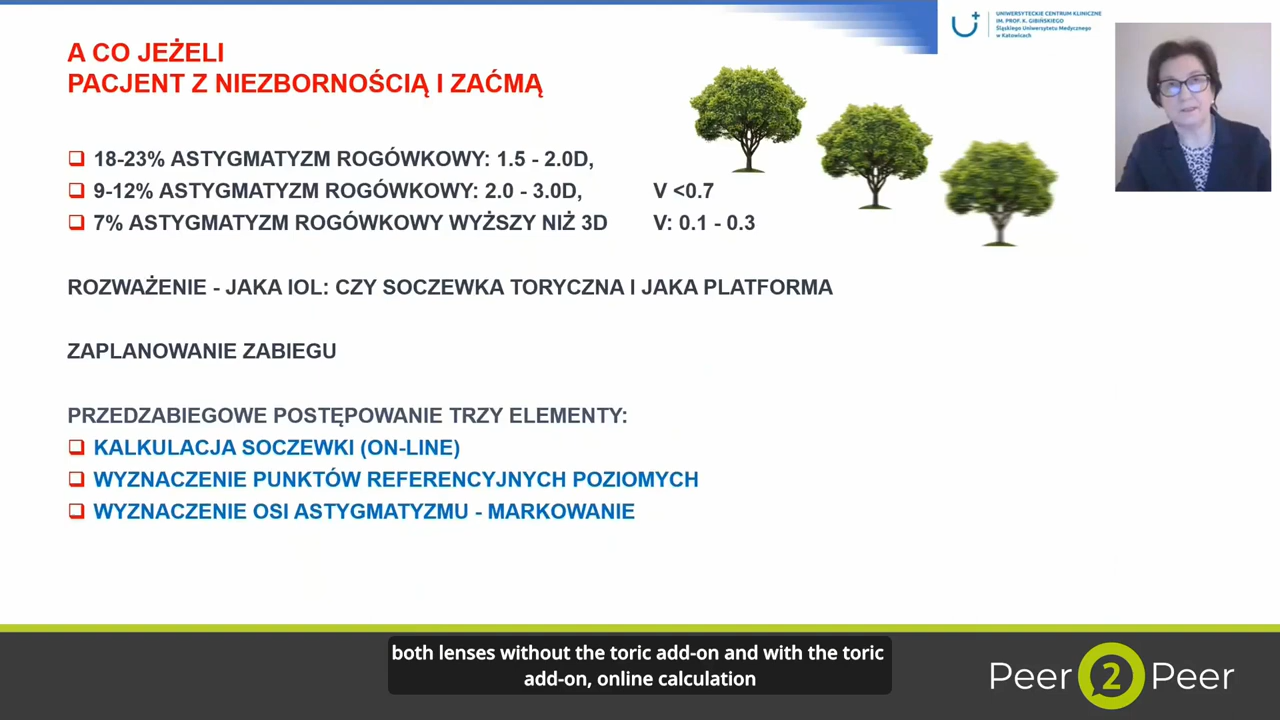 UNIWERSYTECKIE CENTRUM KLINICZNE
IM. PROF. K. GIBIŃSKIEGO
Śląskiego Uniwersytetu Medycznego
w Katowicach
A CO JEŻELI
PACJENT Z NIEZBORNOŚCIĄ I ZAĆMĄ
18-23% ASTYGMATYZM ROGÓWKOWY: 1.5 - 2.0D,
9-12% ASTYGMATYZM ROGÓWKOWY: 2.0 - 3.0D, V <0.7
7% ASTYGMATYZM ROGÓWKOWY WYŻSZY NIŻ 3D V: 0.1 - 0.3
ROZWAŻENIE - JAKA IOL: CZY SOCZEWKA TORYCZNA I JAKA PLATFORMA
ZAPLANOWANIE ZABIEGU
PRZEDZABIEGOWE POSTĘPOWANIE TRZY ELEMENTY:
KALKULACJA SOCZEWKI (ON-LINE)
WYZNACZENIE PUNKTÓW REFERENCYJNYCH POZIOMYCH
WYZNACZENIE OSI ASTYGMATYZMU - MARKOWANIE
both lenses without the toric add-on and with the toric
add-on, online calculation
Peer 2 Peer